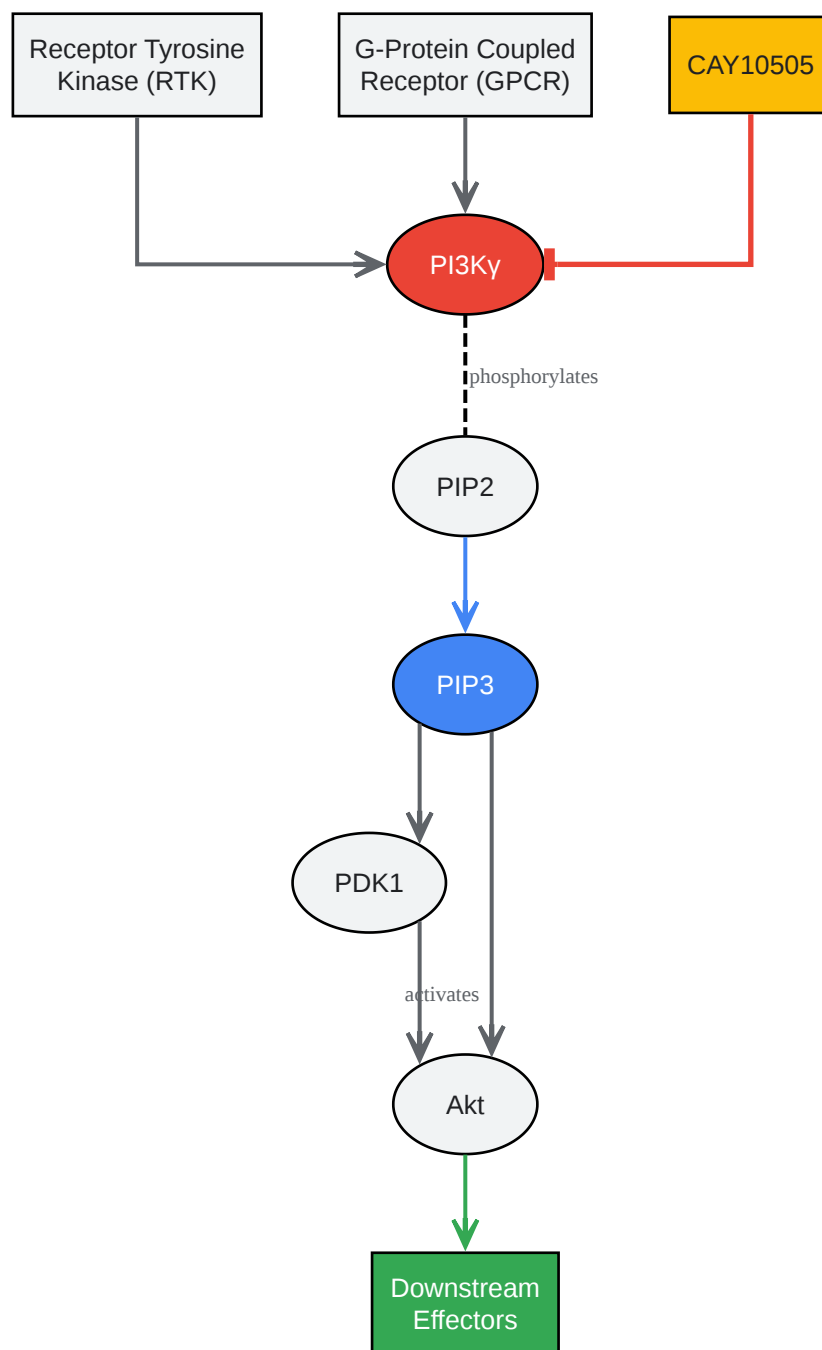 Receptor Tyrosine
Kinase (RTK)
G-Protein Coupled
Receptor (GPCR)
CAY10505
PI3Kγ
phosphorylates
PIP2
PIP3
PDK1
activates
Akt
Downstream
Effectors